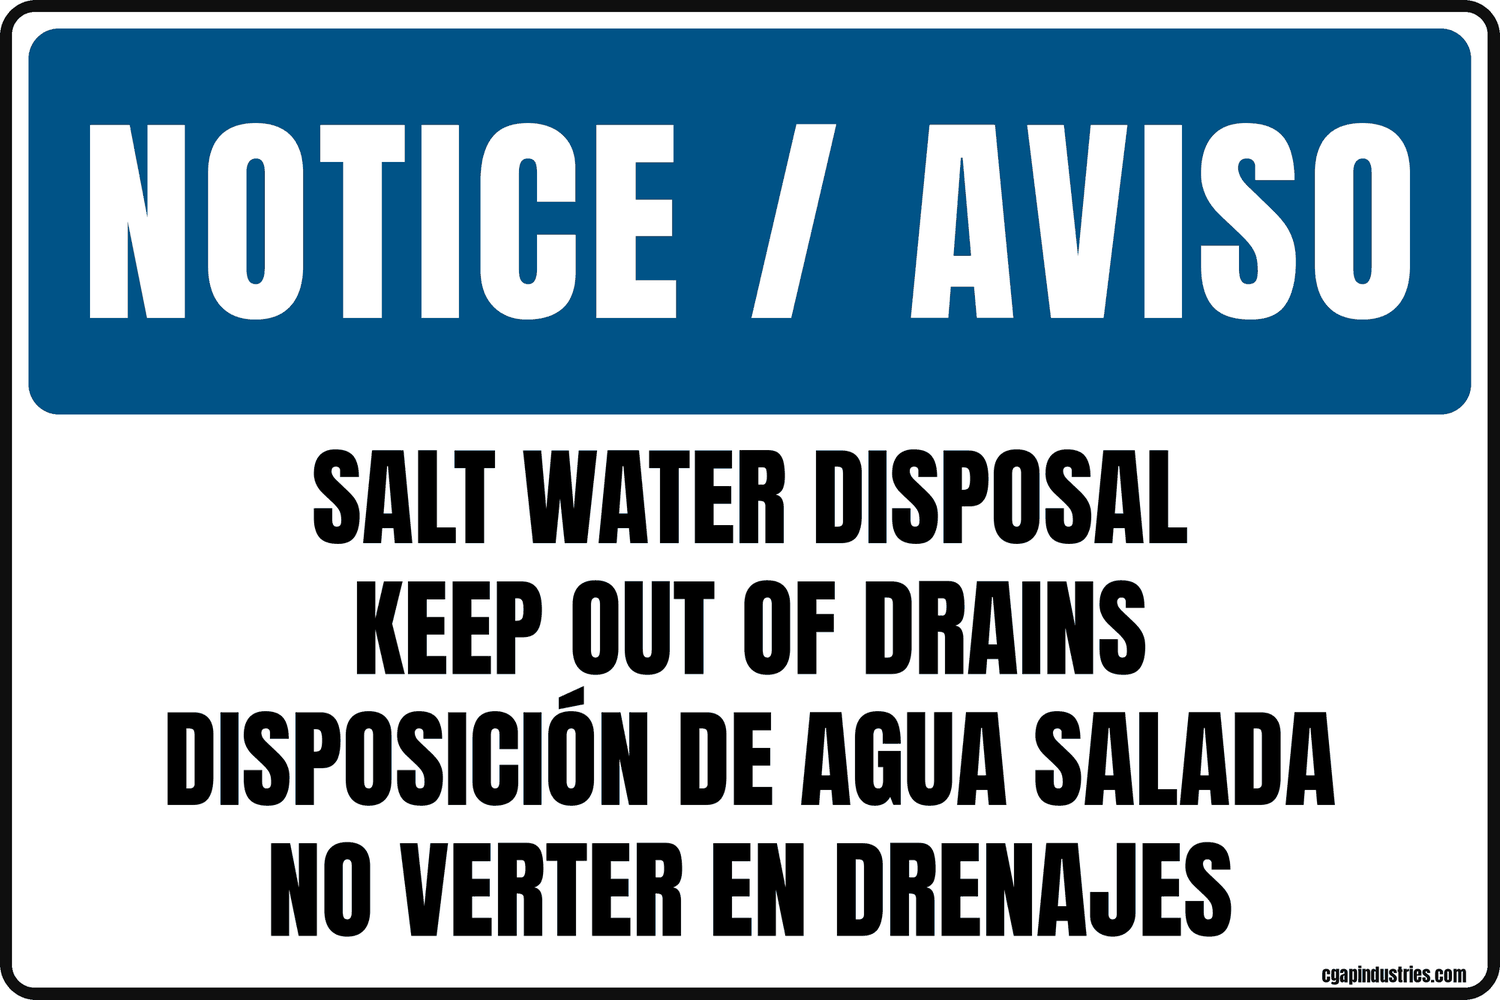 NOTICE / AVISO
SALT WATER DISPOSAL
KEEP OUT OF DRAINS
DISPOSICIÓN DE AGUA SALADA
NO VERTER EN DRENAJES
cgapindustries.com